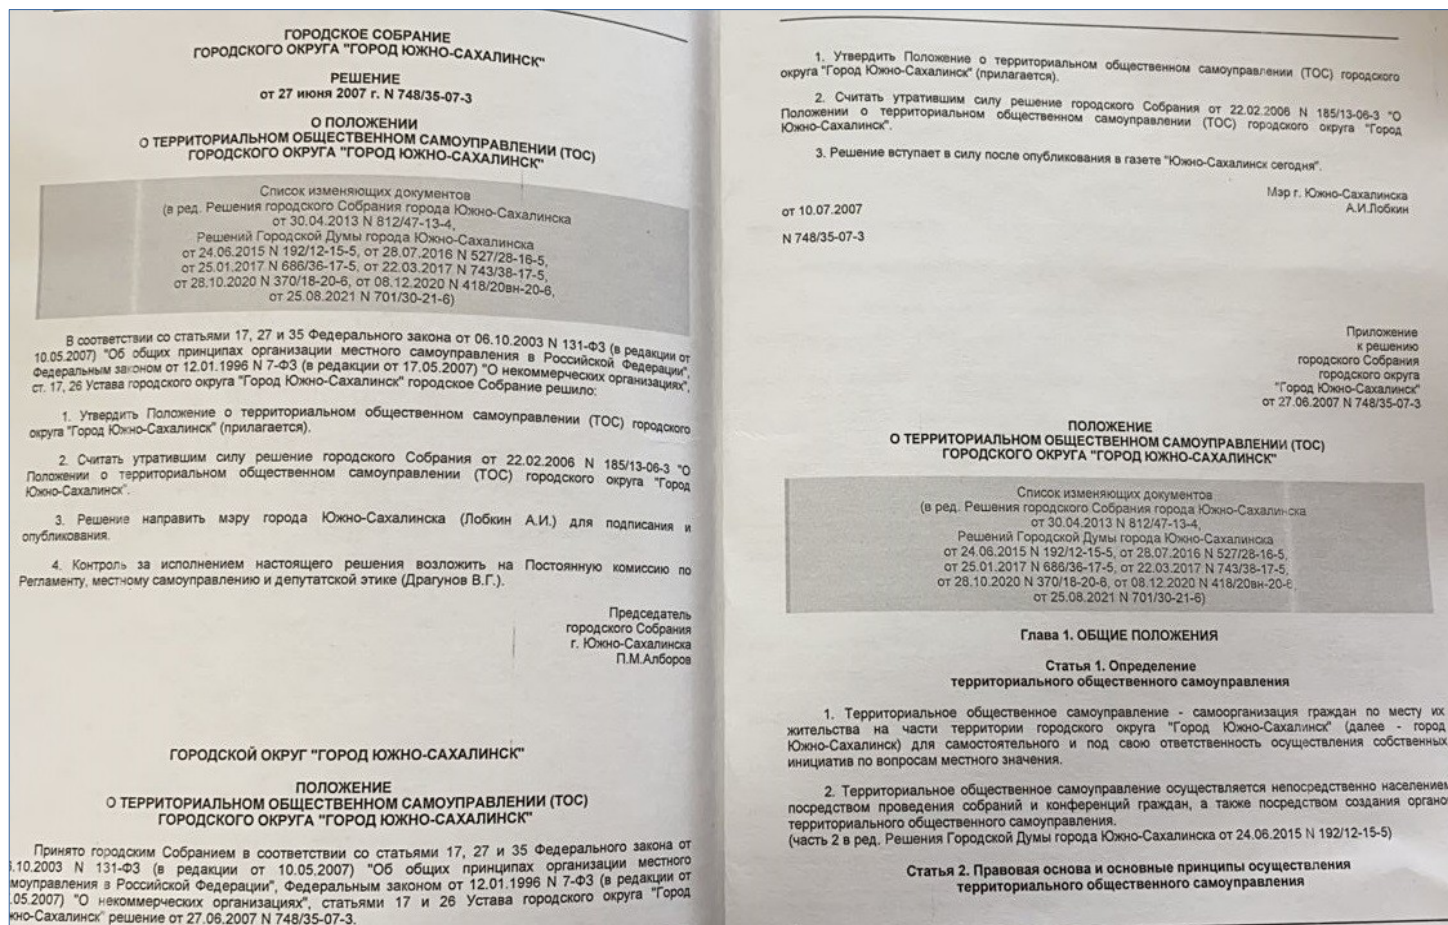 ГОРОДСКОЕ СОБРАНИЕ
ГОРОДСКОГО ОКРУГА "ГОРОД ЮЖНО-САХАЛИНСК"
РЕШЕНИЕ
от 27 июня 2007 г. N 748/35-07-3
О ПОЛОЖЕНИИ
О ТЕРРИТОРИАЛЬНОМ ОБЩЕСТВЕННОМ САМОУПРАВЛЕНИИ (ТОС)
ГОРОДСКОГО ОКРУГА "ГОРОД ЮЖНО-САХАЛИНСК"
Список изменяющих документов
(в ред. Решения городского Собрания города Южно-Сахалинска
от 30.04.2013 N 812/47-13-4,
Решений Городской Думы города Южно-Сахалинска
от 24.06.2015 N 192/12-15-5, от 28.07.2016 N 527/28-16-5,
от 25.01.2017 N 686/36-17-5, от 22.03.2017 N 743/38-17-5,
от 28.10.2020 N 370/18-20-6, от 08.12.2020 N 418/20вн-20-6,
от 25.08.2021 N 701/30-21-6)
В соответствии со статьями 17, 27 и 35 Федерального закона от 06.10.2003 N 131-ФЗ (в редакции от
10.05.2007) "Об общих принципах организации местного самоуправления в Российской Федерации",
Федеральным законом от 12.01.1996 N 7-ФЗ (в редакции от 17.05.2007) "О некоммерческих организациях",
ст. 17, 26 Устава городского округа "Город Южно-Сахалинск" городское Собрание решило:
1. Утвердить Положение о территориальном общественном самоуправлении (ТОС) городского
округа "Город Южно-Сахалинск" (прилагается).
2. Считать утратившим силу решение городского Собрания от 22.02.2006 N 185/13-06-3 "О
Положении о территориальном общественном самоуправлении (ТОС) городского округа "Город
Южно-Сахалинск".
3. Решение направить мэру города Южно-Сахалинска (Лобкин А.И.) для подписания и
опубликования.
4. Контроль за исполнением настоящего решения возложить на Постоянную комиссию по
Регламенту, местному самоуправлению и депутатской этике (Драгунов В.Г.).
Председатель
городского Собрания
г. Южно-Сахалинска
П.М.Алборов
ГОРОДСКОЙ ОКРУГ "ГОРОД ЮЖНО-САХАЛИНСК"
ПОЛОЖЕНИЕ
О ТЕРРИТОРИАЛЬНОМ ОБЩЕСТВЕННОМ САМОУПРАВЛЕНИИ (ТОС)
ГОРОДСКОГО ОКРУГА "ГОРОД ЮЖНО-САХАЛИНСК"
Принято городским Собранием в соответствии со статьями 17, 27 и 35 Федерального закона от
.10.2003 N 131-ФЗ (в редакции от 10.05.2007) "Об общих принципах организации местного
моуправления в Российской Федерации", Федеральным законом от 12.01.1996 N 7-ФЗ (в редакции от
.05.2007) "О некоммерческих организациях", статьями 17 и 26 Устава городского округа "Город
жно-Сахалинск" решение от 27.06.2007 N 748/35-07-3.
1. Утвердить Положение о территориальном общественном самоуправлении (ТОС) городского
округа "Город Южно-Сахалинск" (прилагается).
2. Считать утратившим силу решение городского Собрания от 22.02.2006 N 185/13-06-3 "О
Положении о территориальном общественном самоуправлении (ТОС) городского округа "Город
Южно-Сахалинск".
3. Решение вступает в силу после опубликования в газете "Южно-Сахалинск сегодня".
Мэр г. Южно-Сахалинска
А.И.Лобкин
от 10.07.2007
N 748/35-07-3
Приложение
к решению
городского Собрания
городского округа
"Город Южно-Сахалинск"
от 27.06.2007 N 748/35-07-3
ПОЛОЖЕНИЕ
О ТЕРРИТОРИАЛЬНОМ ОБЩЕСТВЕННОМ САМОУПРАВЛЕНИИ (ТОС)
ГОРОДСКОГО ОКРУГА "ГОРОД ЮЖНО-САХАЛИНСК"
Список изменяющих документов
(в ред. Решения городского Собрания города Южно-Сахалинска
от 30.04.2013 N 812/47-13-4,
Решений Городской Думы города Южно-Сахалинска
от 24.06.2015 N 192/12-15-5, от 28.07.2016 N 527/28-16-5,
от 25.01.2017 N 686/36-17-5, от 22.03.2017 N 743/38-17-5,
от 28.10.2020 N 370/18-20-6, от 08.12.2020 N 418/20вн-20-6,
от 25.08.2021 N 701/30-21-6)
Глава 1. ОБЩИЕ ПОЛОЖЕНИЯ
Статья 1. Определение
территориального общественного самоуправления
1. Территориальное общественное самоуправление - самоорганизация граждан по месту их
жительства на части территории городского округа "Город Южно-Сахалинск" (далее - город
Южно-Сахалинск) для самостоятельного и под свою ответственность осуществления собственных
инициатив по вопросам местного значения.
2. Территориальное общественное самоуправление осуществляется непосредственно населением
посредством проведения собраний и конференций граждан, а также посредством создания органо
территориального общественного самоуправления.
(часть 2 в ред. Решения Городской Думы города Южно-Сахалинска от 24.06.2015 N 192/12-15-5)
Статья 2. Правовая основа и основные принципы осуществления
территориального общественного самоуправления